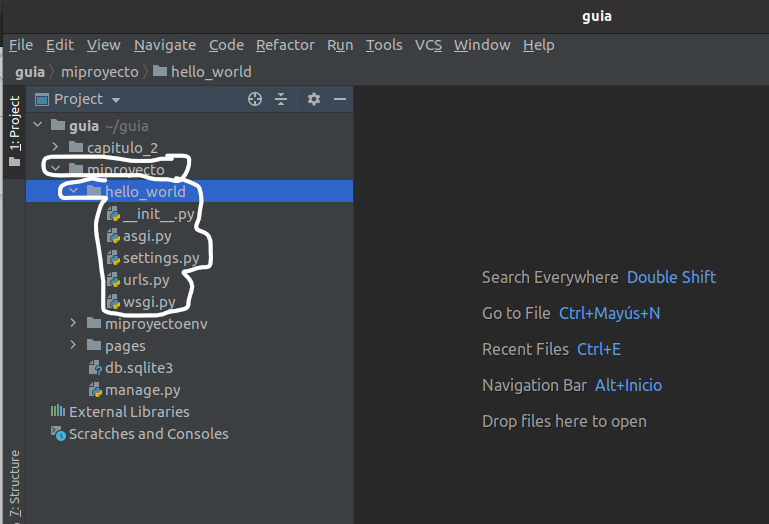 guia
File Edit View Navigate Code Refactor Run Tools VCS Window Help
guia miproyecto hello_world
1: Project
Project
guia ~/guia
capitulo_2
miproyecto
hello_world
__init__.py
asgi.py
settings.py
urls.py
wsgi.py
miproyectoenv
pages
db.sqlite3
manage.py
External Libraries
Scratches and Consoles
7: Structure
Search Everywhere Double Shift
Go to File Ctrl+Mayús+N
Recent Files Ctrl+E
Navigation Bar Alt+Inicio
Drop files here to open